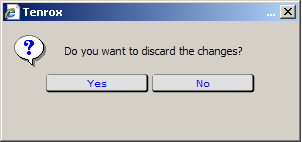 Tenrox
Do you want to discard the changes?
Yes No